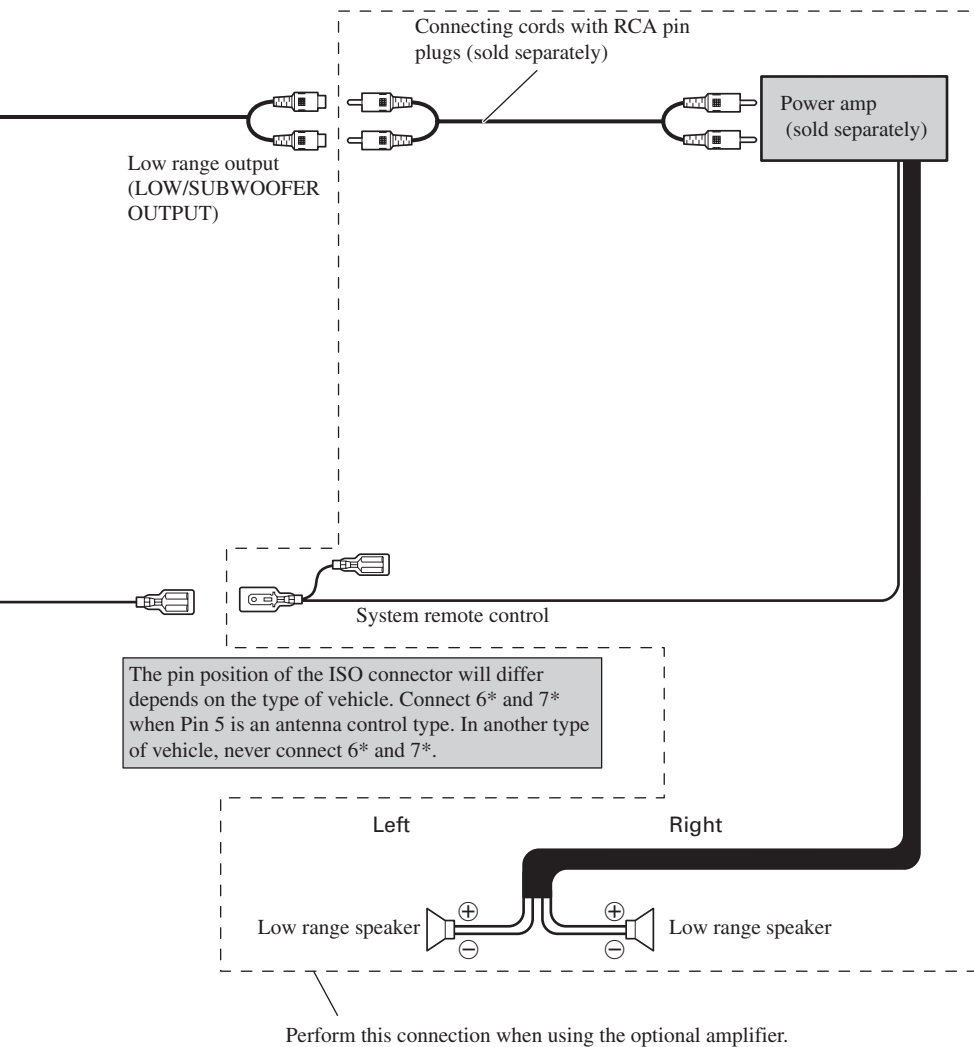 Connecting cords with RCA pin
plugs (sold separately)
Power amp
(sold separately)
Low range output
(LOW/SUBWOOFER
OUTPUT)
System remote control
The pin position of the ISO connector will differ
depends on the type of vehicle. Connect 6* and 7*
when Pin 5 is an antenna control type. In another type
of vehicle, never connect 6* and 7*.
Left
Right
Low range speaker
+
−
+
−
Low range speaker
Perform this connection when using the optional amplifier.